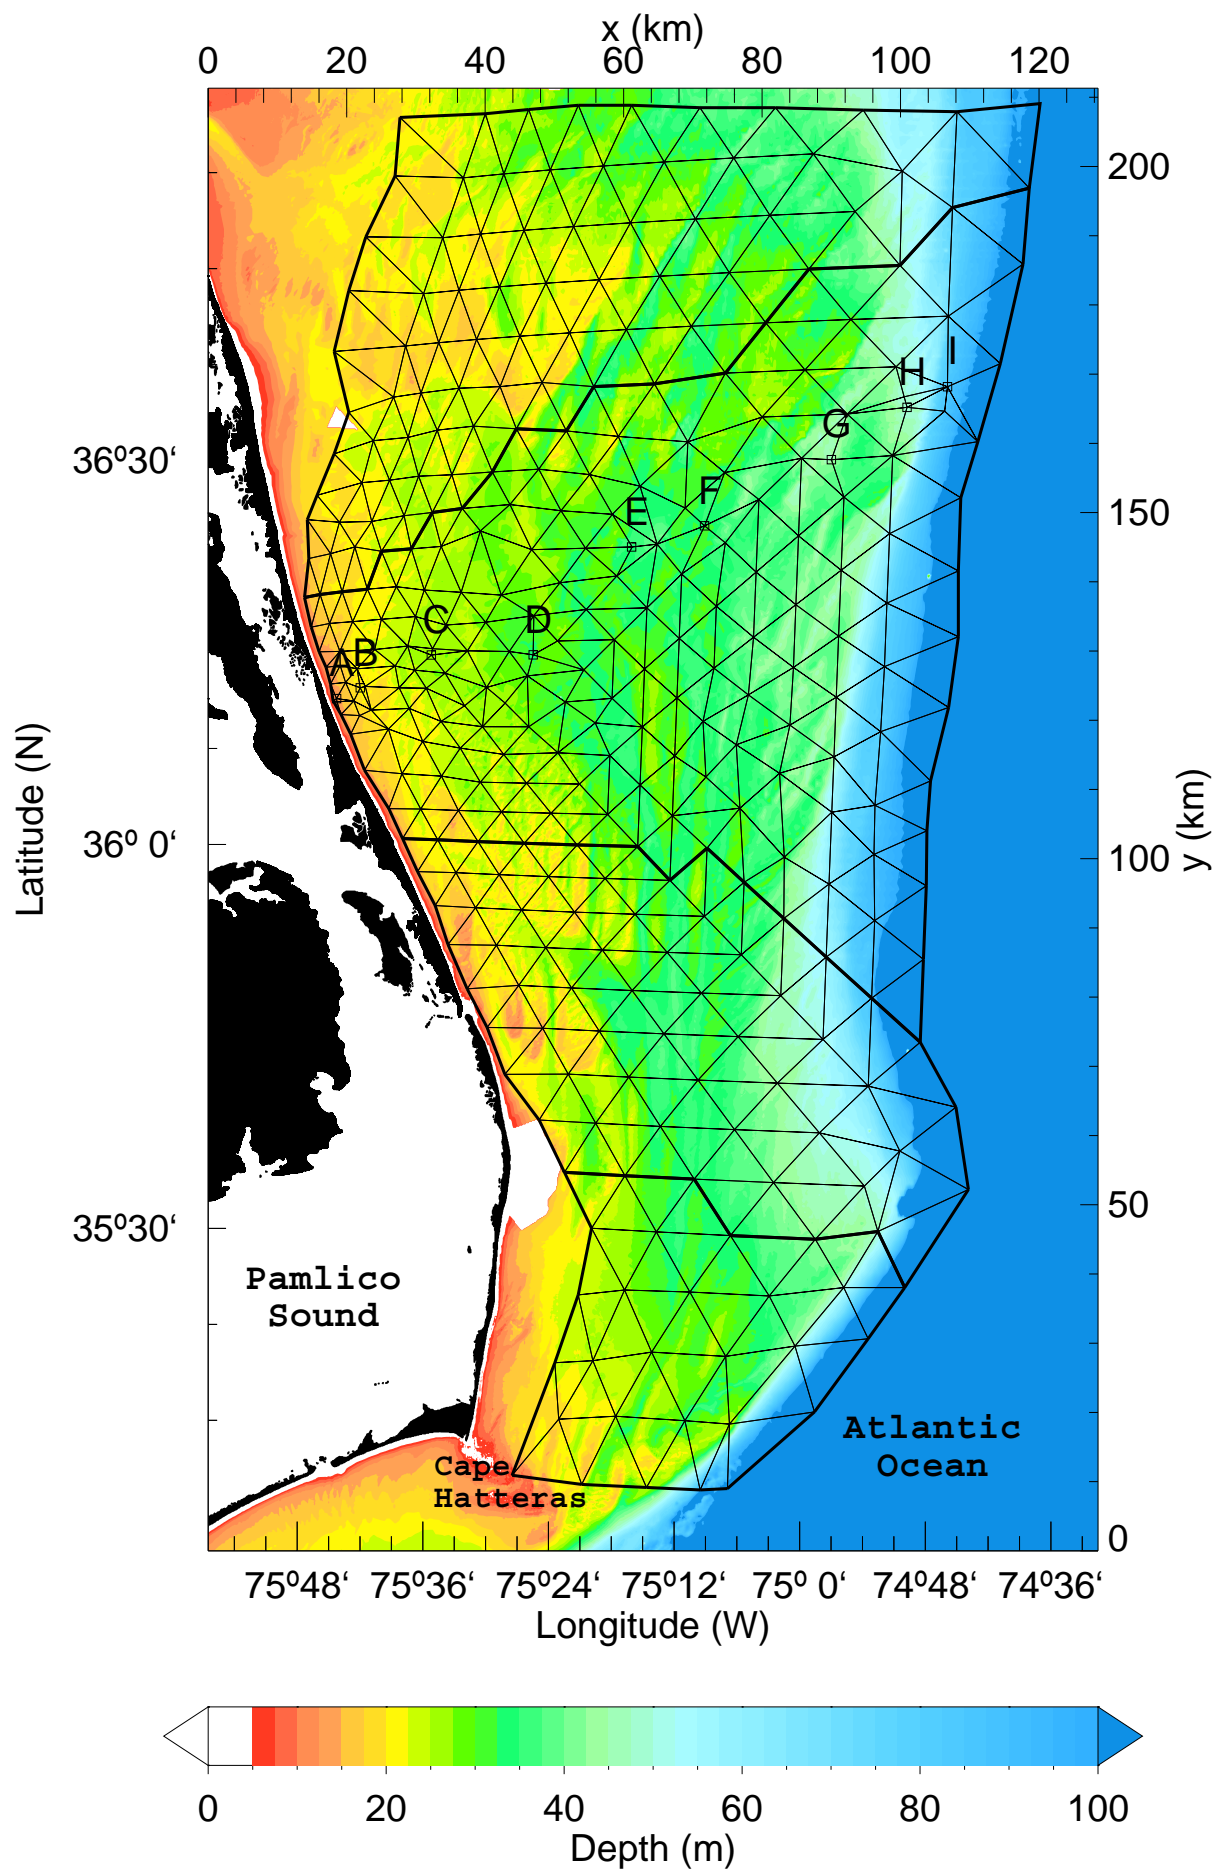 x (km)
0 20 40 60 80 100 120
200
I
H
G
36º30‘
F
E
150
C D
B
A
Latitude (N)
y (km)
36º 0‘
100
50
35º30‘
Pamlico
Sound
Atlantic
Ocean
Cape
Hatteras
0
75º48‘ 75º36‘ 75º24‘ 75º12‘ 75º 0‘ 74º48‘ 74º36‘
Longitude (W)
0 20 40 60 80 100
Depth (m)